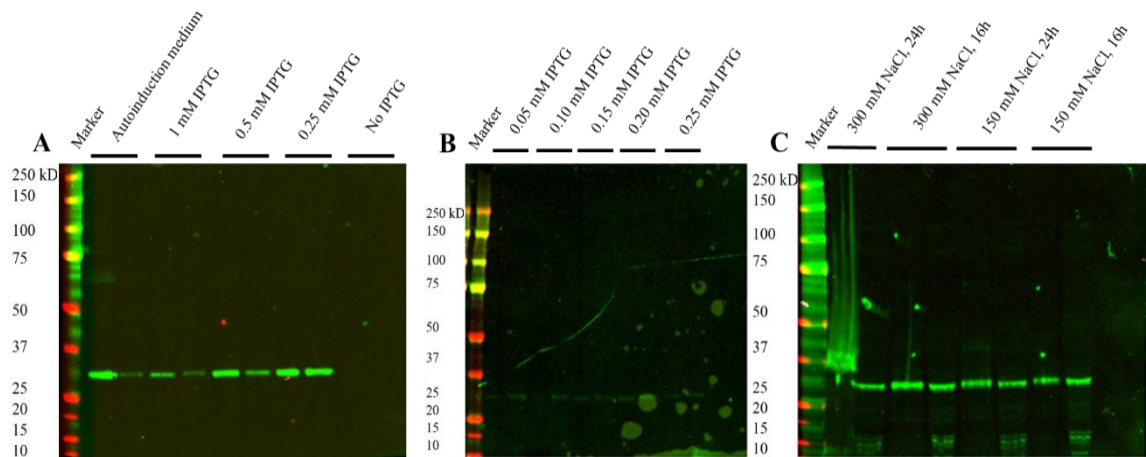 A
Marker
Autoinduction medium
1 mM IPTG
0.5 mM IPTG
0.25 mM IPTG
No IPTG
250 kD
150
100
75
50
37
25
20
15
10
B
Marker
0.05 mM IPTG
0.10 mM IPTG
0.15 mM IPTG
0.20 mM IPTG
0.25 mM IPTG
250 kD
150
100
75
50
37
25
20
15
10
C
Marker
300 mM NaCl, 24h
300 mM NaCl, 16h
150 mM NaCl, 24h
150 mM NaCl, 16h
250 kD
150
100
75
50
37
25
20
15
10